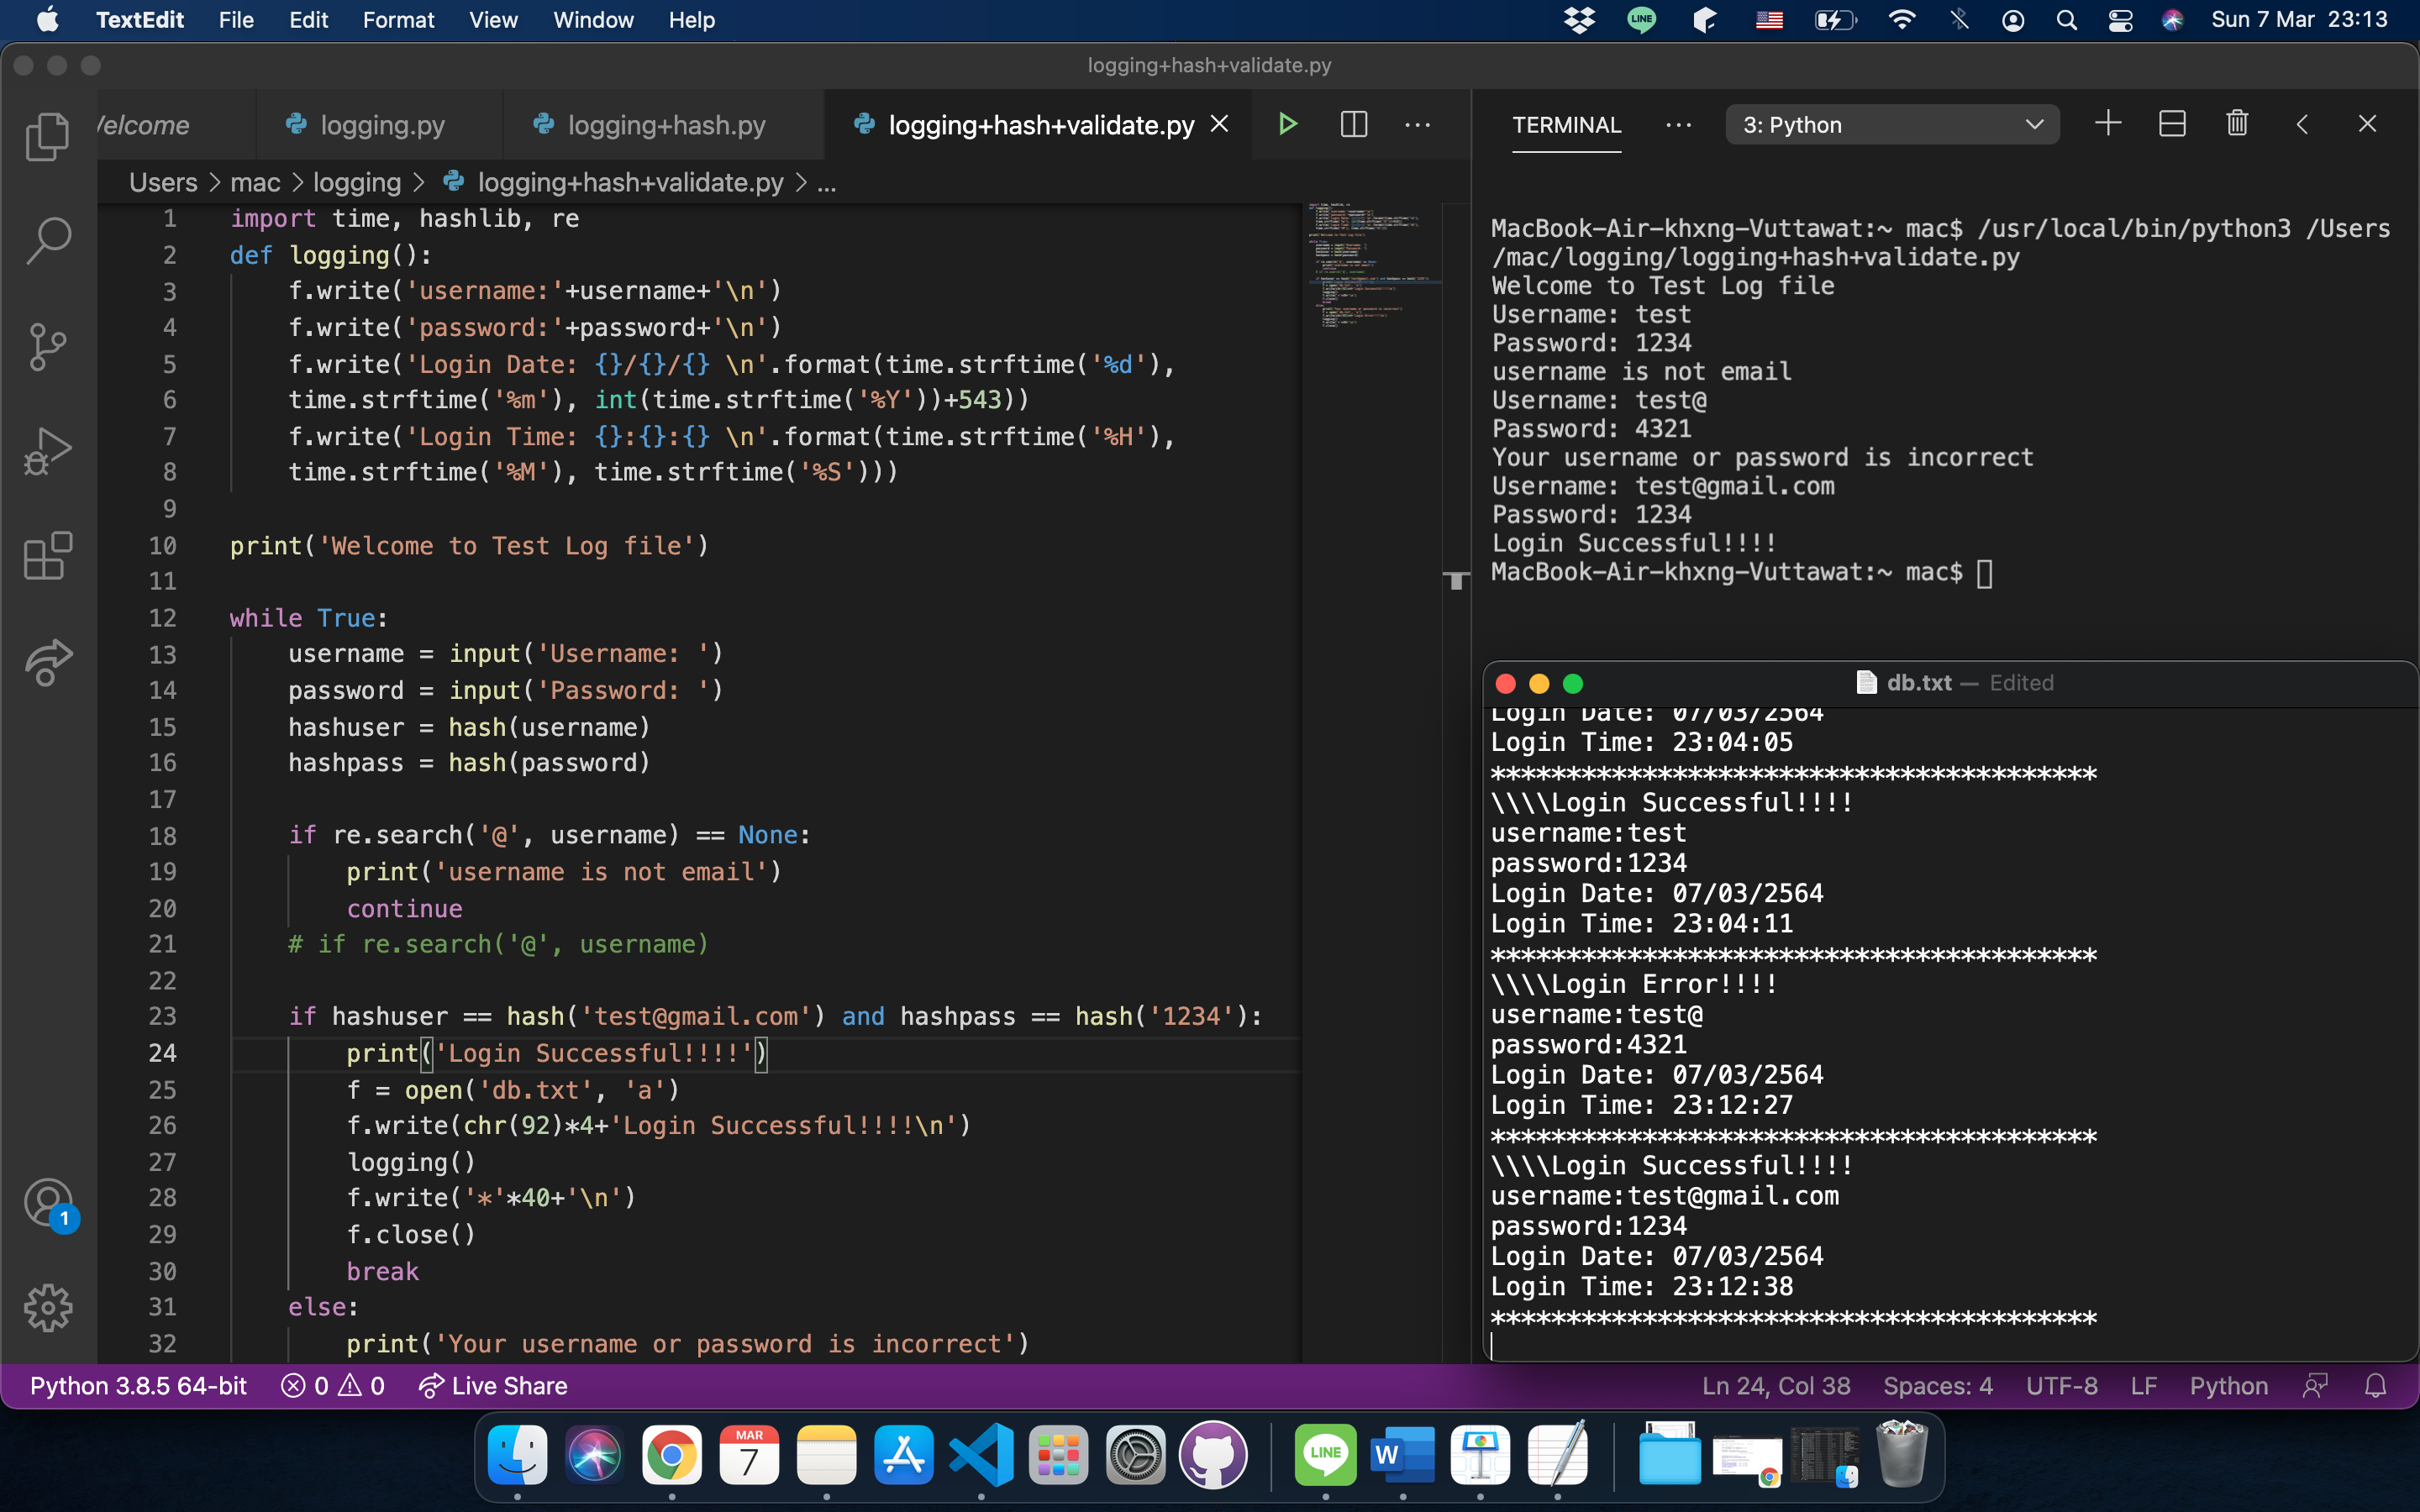 TextEdit File Edit Format View Window Help
LINE
Sun 7 Mar 23:13
logging+hash+validate.py
Velcome
logging.py
logging+hash.py
logging+hash+validate.py
TERMINAL
3: Python
Users > mac > logging > logging+hash+validate.py > ...
1 import time, hashlib, re
2 def logging():
3 f.write('username:'+username+'\n')
4 f.write('password:'+password+'\n')
5 f.write('Login Date: {}/{}/{} \n'.format(time.strftime('%d'),
6 time.strftime('%m'), int(time.strftime('%Y'))+543))
7 f.write('Login Time: {}:{}:{} \n'.format(time.strftime('%H'),
8 time.strftime('%M'), time.strftime('%S')))
9
10 print('Welcome to Test Log file')
11
12 while True:
13 username = input('Username: ')
14 password = input('Password: ')
15 hashuser = hash(username)
16 hashpass = hash(password)
17
18 if re.search('@', username) == None:
19 print('username is not email')
20 continue
21 # if re.search('@', username)
22
23 if hashuser == hash('test@gmail.com') and hashpass == hash('1234'):
24 print('Login Successful!!!!')
25 f = open('db.txt', 'a')
26 f.write(chr(92)*4+'Login Successful!!!!\n')
27 logging()
28 f.write('*'*40+'\n')
29 f.close()
30 break
31 else:
32 print('Your username or password is incorrect')
MacBook-Air-khxng-Vuttawat:~ mac$ /usr/local/bin/python3 /Users
/mac/logging/logging+hash+validate.py
Welcome to Test Log file
Username: test
Password: 1234
username is not email
Username: test@
Password: 4321
Your username or password is incorrect
Username: test@gmail.com
Password: 1234
Login Successful!!!!
MacBook-Air-khxng-Vuttawat:~ mac$
db.txt — Edited
Login Date: 07/03/2564
Login Time: 23:04:05
****************************************
\\\\Login Successful!!!!
username:test
password:1234
Login Date: 07/03/2564
Login Time: 23:04:11
****************************************
\\\\Login Error!!!!
username:test@
password:4321
Login Date: 07/03/2564
Login Time: 23:12:27
****************************************
\\\\Login Successful!!!!
username:test@gmail.com
password:1234
Login Date: 07/03/2564
Login Time: 23:12:38
****************************************
1
Python 3.8.5 64-bit 0 0 Live Share
Ln 24, Col 38 Spaces: 4 UTF-8 LF Python
MAR
7
LINE
W